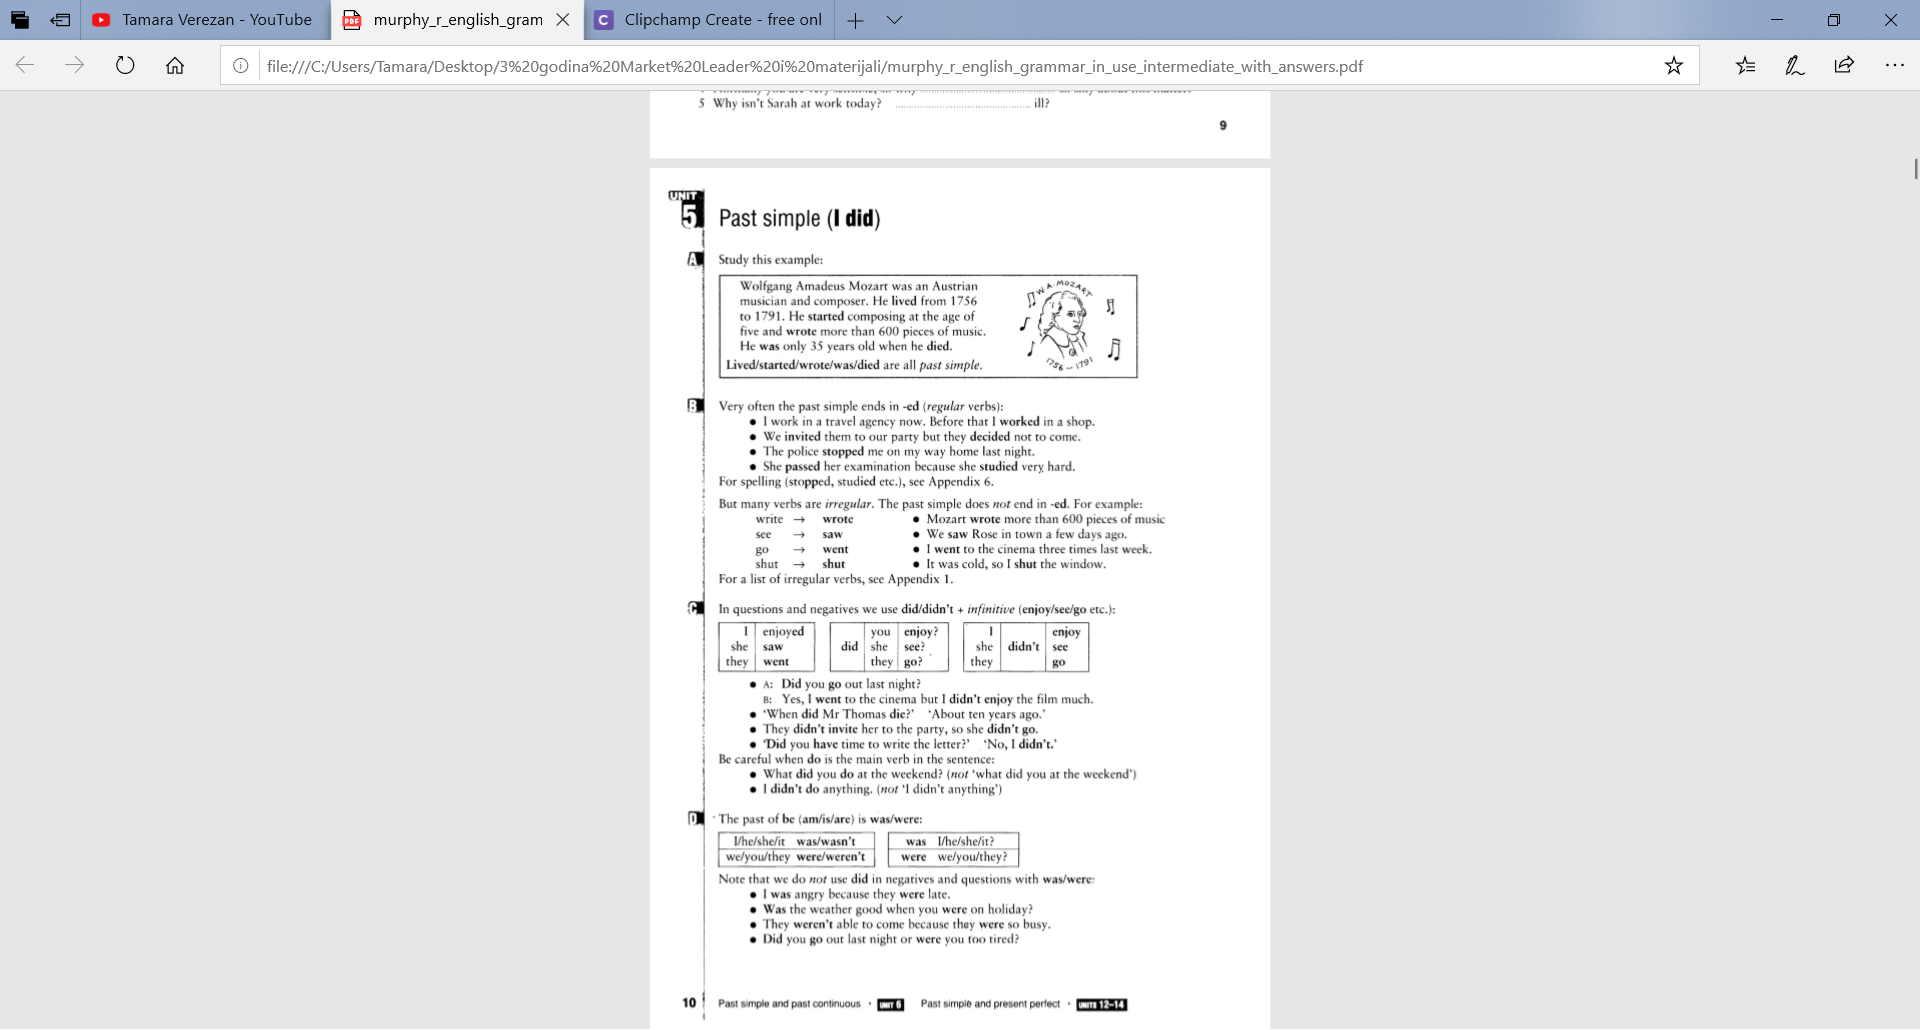 Tamara Verezan - YouTube
murphy_r_english_gram
Clipchamp Create - free onl
file:///C:/Users/Tamara/Desktop/3%20godina%20Market%20Leader%20i%20materijali/murphy_r_english_grammar_in_use_intermediate_with_answers.pdf
5 Why isn't Sarah at work today? ........................................ ill?
9
UNIT
5
Past simple (I did)
A
Study this example:
Wolfgang Amadeus Mozart was an Austrian
musician and composer. He lived from 1756
to 1791. He started composing at the age of
five and wrote more than 600 pieces of music.
He was only 35 years old when he died.
Lived/started/wrote/was/died are all past simple.
W A MOZART
1756 – 1791
B
Very often the past simple ends in -ed (regular verbs):
• I work in a travel agency now. Before that I worked in a shop.
• We invited them to our party but they decided not to come.
• The police stopped me on my way home last night.
• She passed her examination because she studied very hard.
For spelling (stopped, studied etc.), see Appendix 6.
But many verbs are irregular. The past simple does not end in -ed. For example:
write → wrote • Mozart wrote more than 600 pieces of music
see → saw • We saw Rose in town a few days ago.
go → went • I went to the cinema three times last week.
shut → shut • It was cold, so I shut the window.
For a list of irregular verbs, see Appendix 1.
C
In questions and negatives we use did/didn't + infinitive (enjoy/see/go etc.):
I enjoyed you enjoy? I enjoy
she saw did she see? she didn't see
they went they go? they go
• A: Did you go out last night?
B: Yes, I went to the cinema but I didn't enjoy the film much.
• 'When did Mr Thomas die?' 'About ten years ago.'
• They didn't invite her to the party, so she didn't go.
• 'Did you have time to write the letter?' 'No, I didn't.'
Be careful when do is the main verb in the sentence:
• What did you do at the weekend? (not 'what did you at the weekend')
• I didn't do anything. (not 'I didn't anything')
D
The past of be (am/is/are) is was/were:
I/he/she/it was/wasn't was I/he/she/it?
we/you/they were/weren't were we/you/they?
Note that we do not use did in negatives and questions with was/were:
• I was angry because they were late.
• Was the weather good when you were on holiday?
• They weren't able to come because they were so busy.
• Did you go out last night or were you too tired?
10 Past simple and past continuous · UNIT 6 Past simple and present perfect · UNITS 12–14